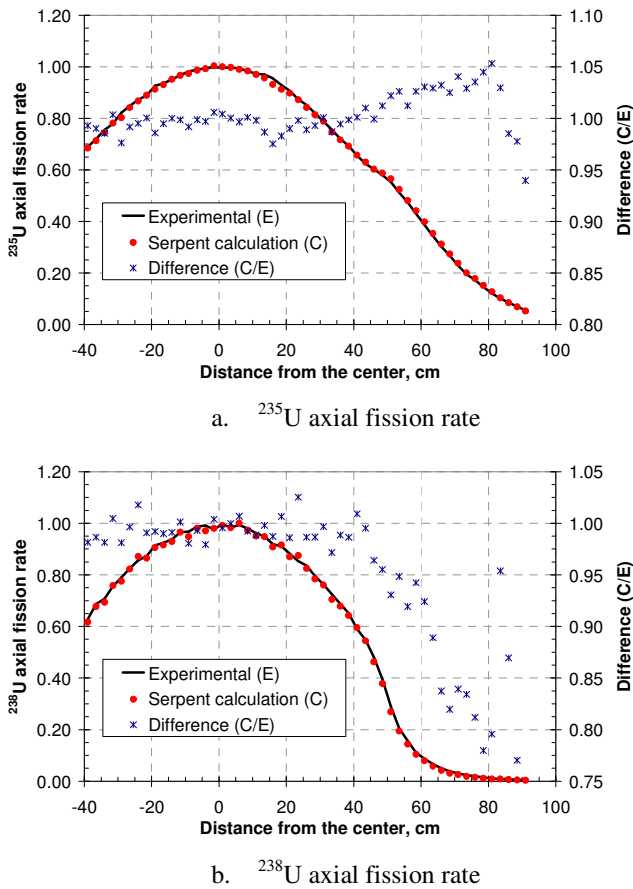 1.20 1.10
1.00 1.05
0.80 1.00
0.60 0.95
0.40 0.90
0.20 0.85
0.00 0.80
²³⁵U axial fission rate
Difference (C/E)
Experimental (E)
Serpent calculation (C)
Difference (C/E)
-40 -20 0 20 40 60 80 100
Distance from the center, cm
a. ²³⁵U axial fission rate
1.20 1.05
1.00 1.00
0.80 0.95
0.60 0.90
0.40 0.85
0.20 0.80
0.00 0.75
²³⁸U axial fission rate
Difference (C/E)
Experimental (E)
Serpent calculation (C)
Difference (C/E)
-40 -20 0 20 40 60 80 100
Distance from the center, cm
b. ²³⁸U axial fission rate